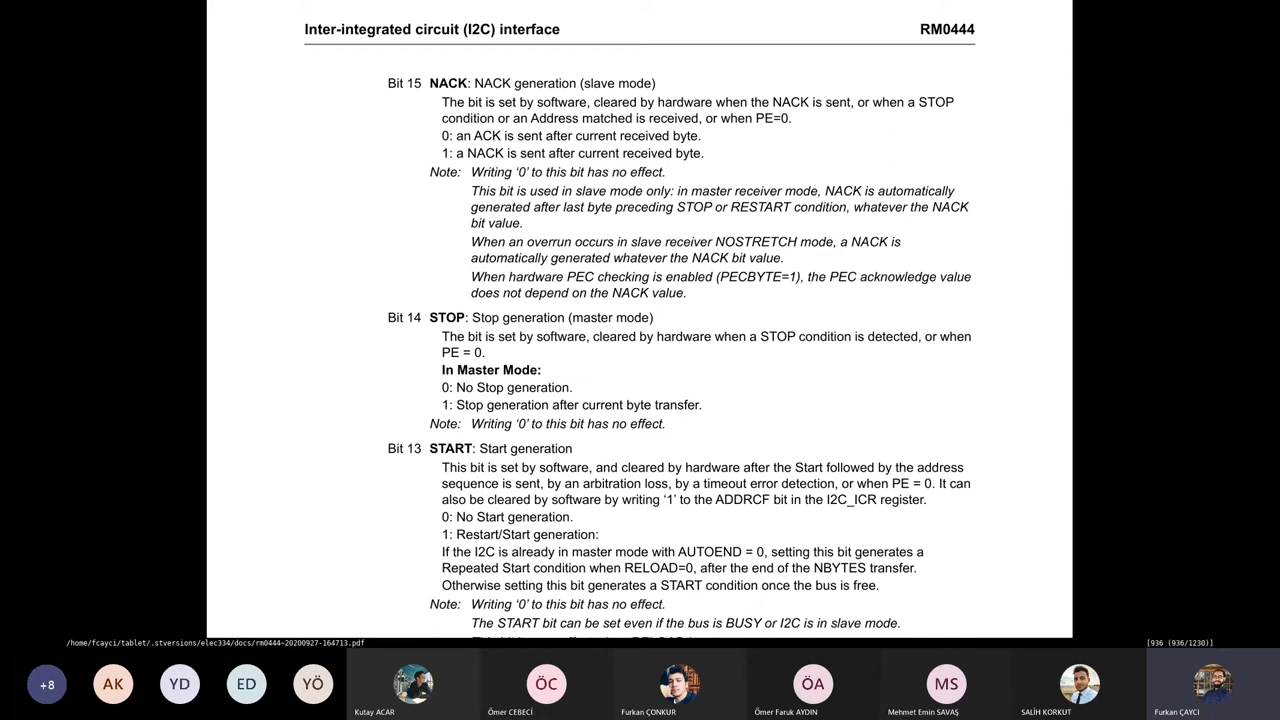 Inter-integrated circuit (I2C) interface RM0444
Bit 15 NACK: NACK generation (slave mode)
The bit is set by software, cleared by hardware when the NACK is sent, or when a STOP
condition or an Address matched is received, or when PE=0.
0: an ACK is sent after current received byte.
1: a NACK is sent after current received byte.
Note: Writing ‘0’ to this bit has no effect.
This bit is used in slave mode only: in master receiver mode, NACK is automatically
generated after last byte preceding STOP or RESTART condition, whatever the NACK
bit value.
When an overrun occurs in slave receiver NOSTRETCH mode, a NACK is
automatically generated whatever the NACK bit value.
When hardware PEC checking is enabled (PECBYTE=1), the PEC acknowledge value
does not depend on the NACK value.
Bit 14 STOP: Stop generation (master mode)
The bit is set by software, cleared by hardware when a STOP condition is detected, or when
PE = 0.
In Master Mode:
0: No Stop generation.
1: Stop generation after current byte transfer.
Note: Writing ‘0’ to this bit has no effect.
Bit 13 START: Start generation
This bit is set by software, and cleared by hardware after the Start followed by the address
sequence is sent, by an arbitration loss, by a timeout error detection, or when PE = 0. It can
also be cleared by software by writing ‘1’ to the ADDRCF bit in the I2C_ICR register.
0: No Start generation.
1: Restart/Start generation:
If the I2C is already in master mode with AUTOEND = 0, setting this bit generates a
Repeated Start condition when RELOAD=0, after the end of the NBYTES transfer.
Otherwise setting this bit generates a START condition once the bus is free.
Note: Writing ‘0’ to this bit has no effect.
The START bit can be set even if the bus is BUSY or I2C is in slave mode.
/home/fcayci/tablet/.stversions/elec334/docs/rm0444~20200927-164713.pdf [936 (936/1230)]
+8 AK YD ED YÖ ÖC ÖA MS
Kutay ACAR Ömer CEBECİ Furkan ÇONKUR Ömer Faruk AYDIN Mehmet Emin SAVAŞ SALİH KORKUT Furkan ÇAYCI